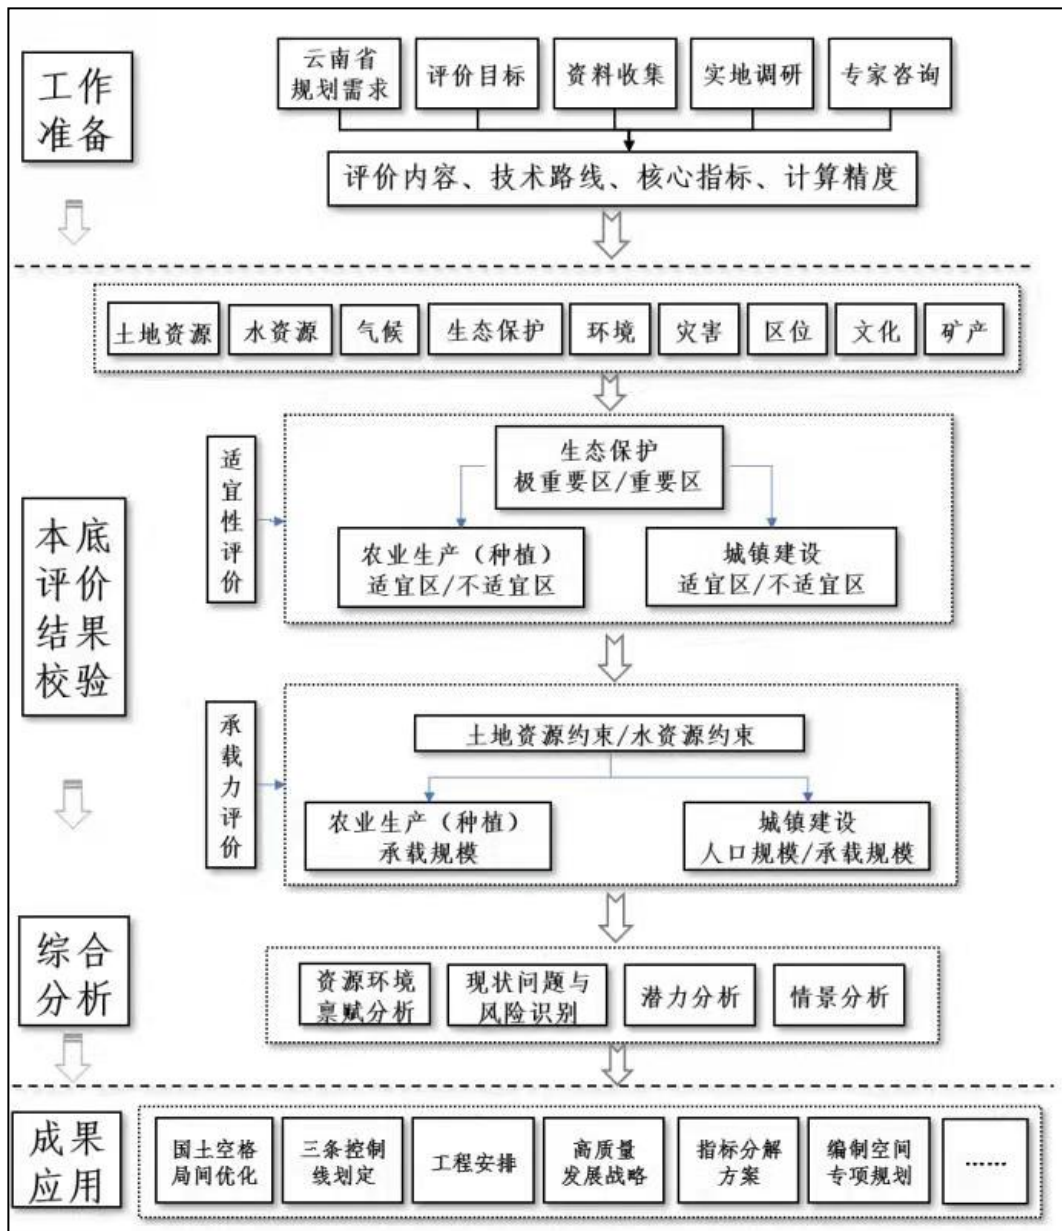 工作
准备
云南省
规划需求
评价目标
资料收集
实地调研
专家咨询
评价内容、技术路线、核心指标、计算精度
土地资源
水资源
气候
生态保护
环境
灾害
区位
文化
矿产
本底
评价
结果
校验
适宜性评价
生态保护
极重要区/重要区
农业生产（种植）
适宜区/不适宜区
城镇建设
适宜区/不适宜区
承载力评价
土地资源约束/水资源约束
农业生产（种植）
承载规模
城镇建设
人口规模/承载规模
综合
分析
资源环境
禀赋分析
现状问题与
风险识别
潜力分析
情景分析
成果
应用
国土空格
局间优化
三条控制
线划定
工程安排
高质量
发展战略
指标分解
方案
编制空间
专项规划
……